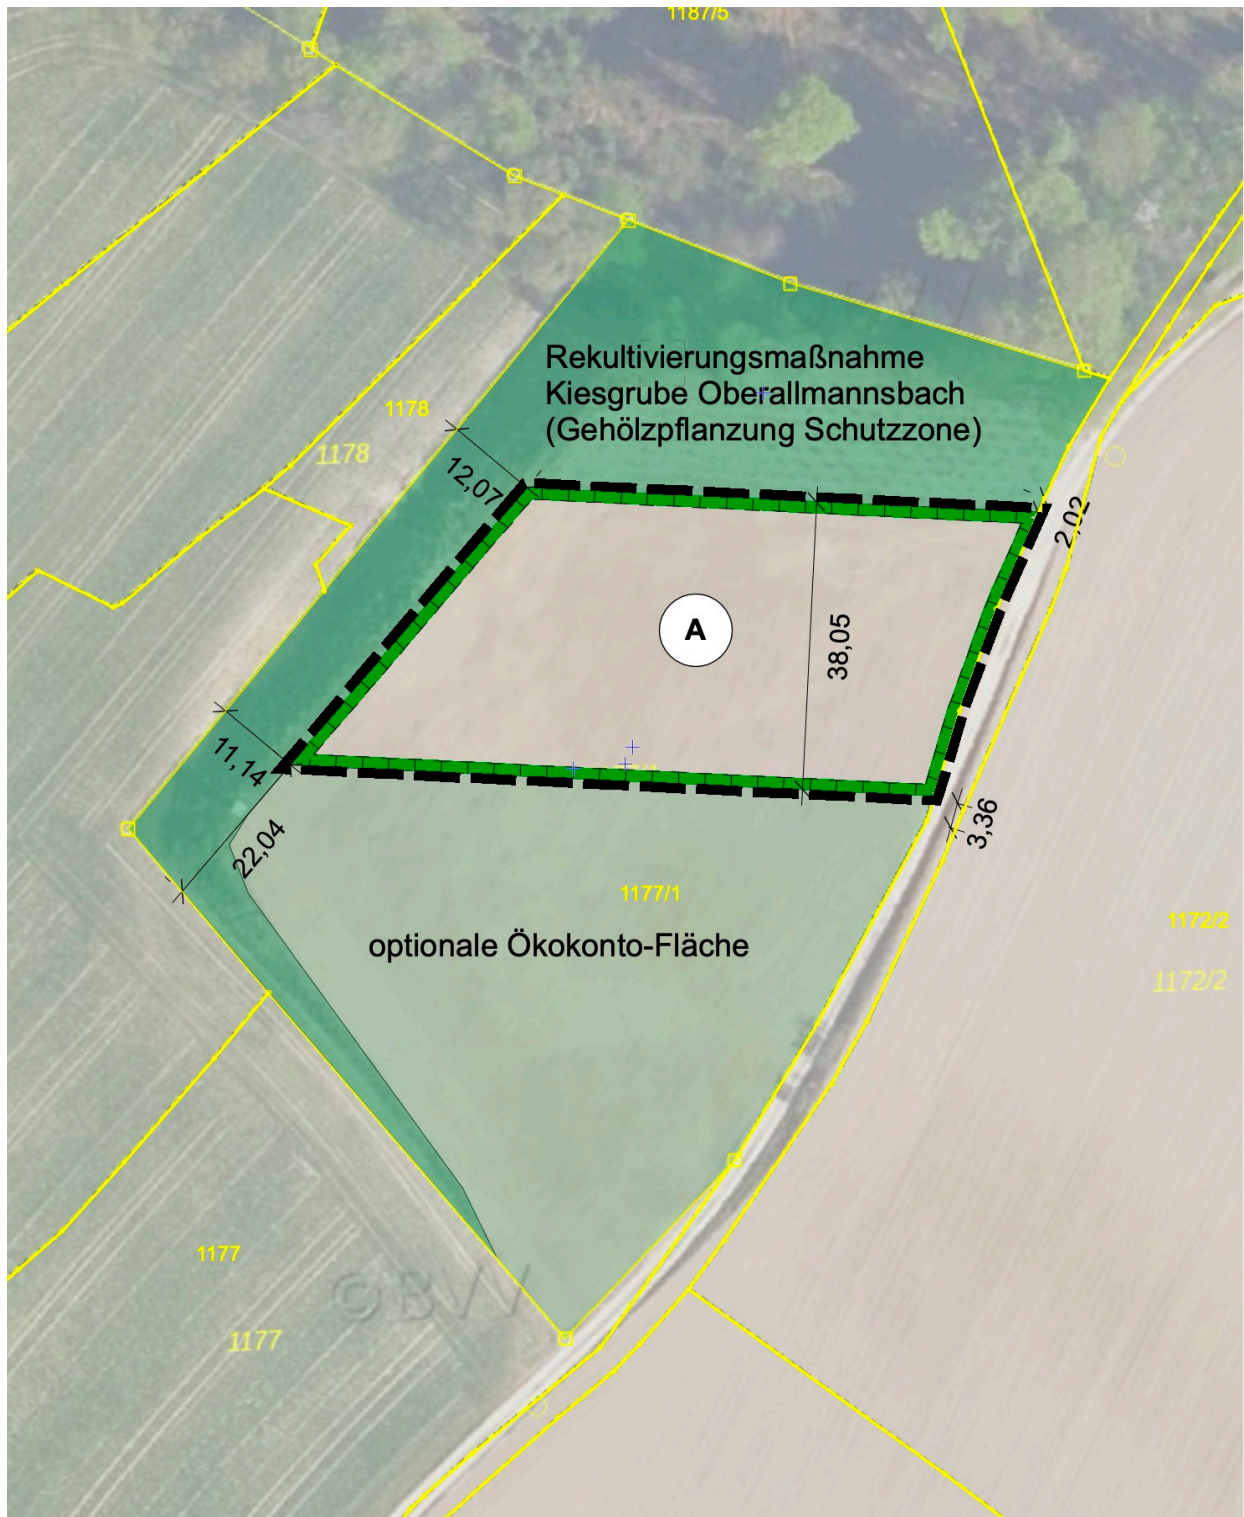 1187/5
Rekultivierungsmaßnahme
Kiesgrube Oberallmannsbach
(Gehölzpflanzung Schutzzone)
1178
1178
12,07
2,02
A
38,05
11,14
22,04
3,36
1177/1
optionale Ökokonto-Fläche
1172/2
1172/2
1177
1177
©BVV